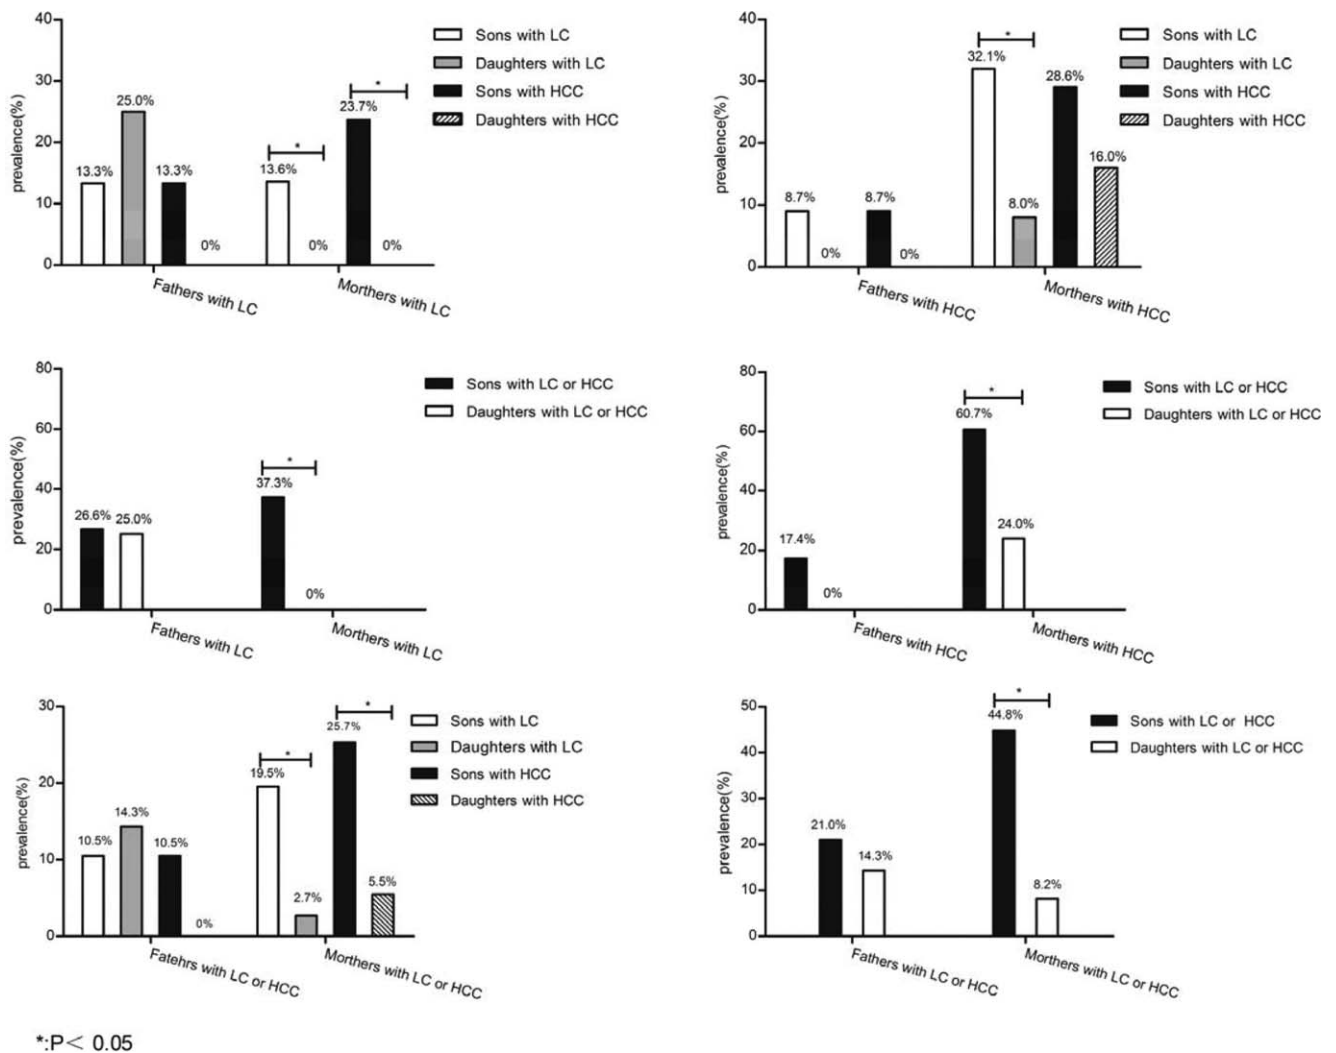 40
30
20
10
0
prevalence(%)
13.3%
25.0%
13.3%
0%
13.6%
0%
23.7%
0%
*
*
Fathers with LC
Morthers with LC
Sons with LC
Daughters with LC
Sons with HCC
Daughters with HCC
40
30
20
10
0
prevalence(%)
8.7%
0%
8.7%
0%
32.1%
8.0%
28.6%
16.0%
*
Fathers with HCC
Morthers with HCC
Sons with LC
Daughters with LC
Sons with HCC
Daughters with HCC
80
60
40
20
0
prevalence(%)
26.6%
25.0%
37.3%
0%
*
Fathers with LC
Morthers with LC
Sons with LC or HCC
Daughters with LC or HCC
80
60
40
20
0
prevalence(%)
17.4%
0%
60.7%
24.0%
*
Fathers with HCC
Morthers with HCC
Sons with LC or HCC
Daughters with LC or HCC
30
20
10
0
prevalence(%)
10.5%
14.3%
10.5%
0%
19.5%
2.7%
25.7%
5.5%
*
*
Fatehrs with LC or HCC
Morthers with LC or HCC
Sons with LC
Daughters with LC
Sons with HCC
Daughters with HCC
50
40
30
20
10
0
prevalence(%)
21.0%
14.3%
44.8%
8.2%
*
Fathers with LC or HCC
Morthers with LC or HCC
Sons with LC or HCC
Daughters with LC or HCC
*:P< 0.05